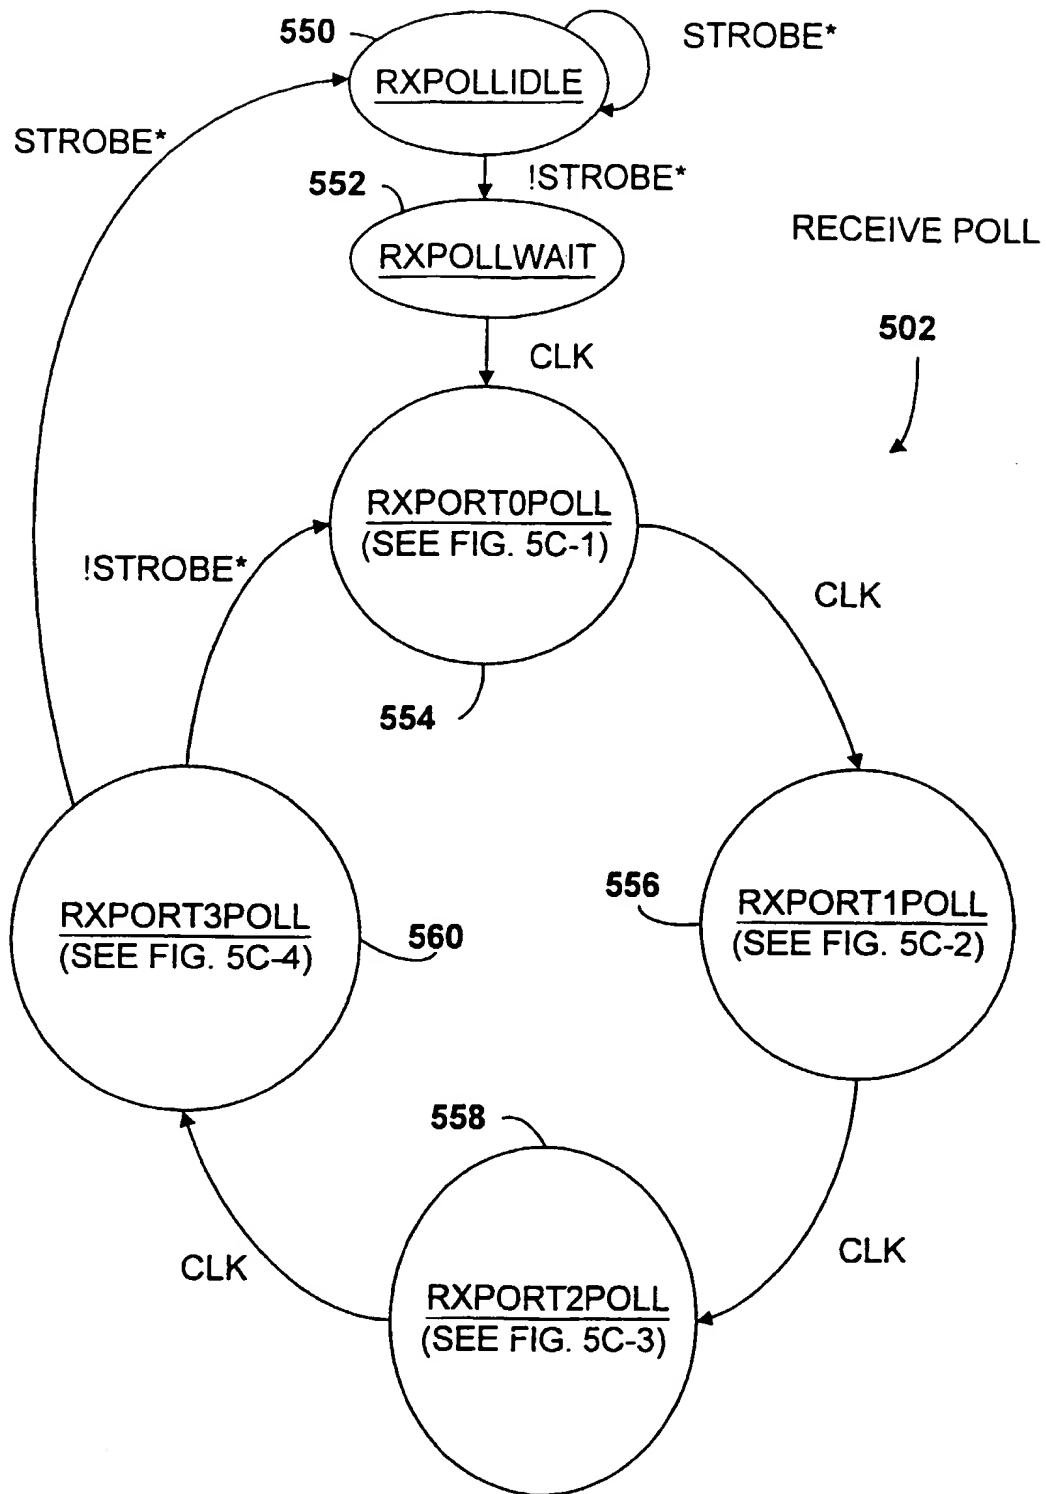 550
STROBE*
RXPOLLIDLE
STROBE*
!STROBE*
552
RXPOLLWAIT
RECEIVE POLL
502
CLK
RXPORT0POLL
(SEE FIG. 5C-1)
!STROBE*
CLK
554
556
RXPORT1POLL
(SEE FIG. 5C-2)
RXPORT3POLL
(SEE FIG. 5C-4)
560
558
CLK
CLK
RXPORT2POLL
(SEE FIG. 5C-3)